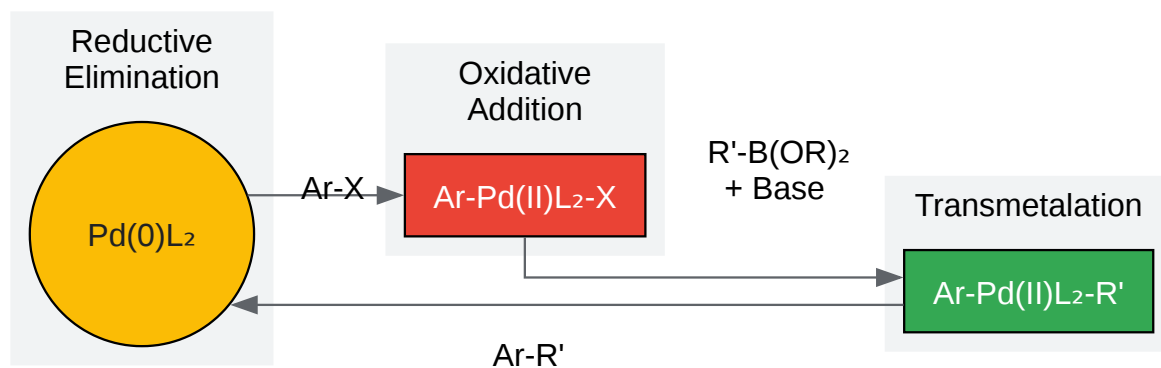 Reductive
Elimination
Pd(0)L₂
Ar-X
Oxidative
Addition
Ar-Pd(II)L₂-X
R'-B(OR)₂
+ Base
Transmetalation
Ar-Pd(II)L₂-R'
Ar-R'